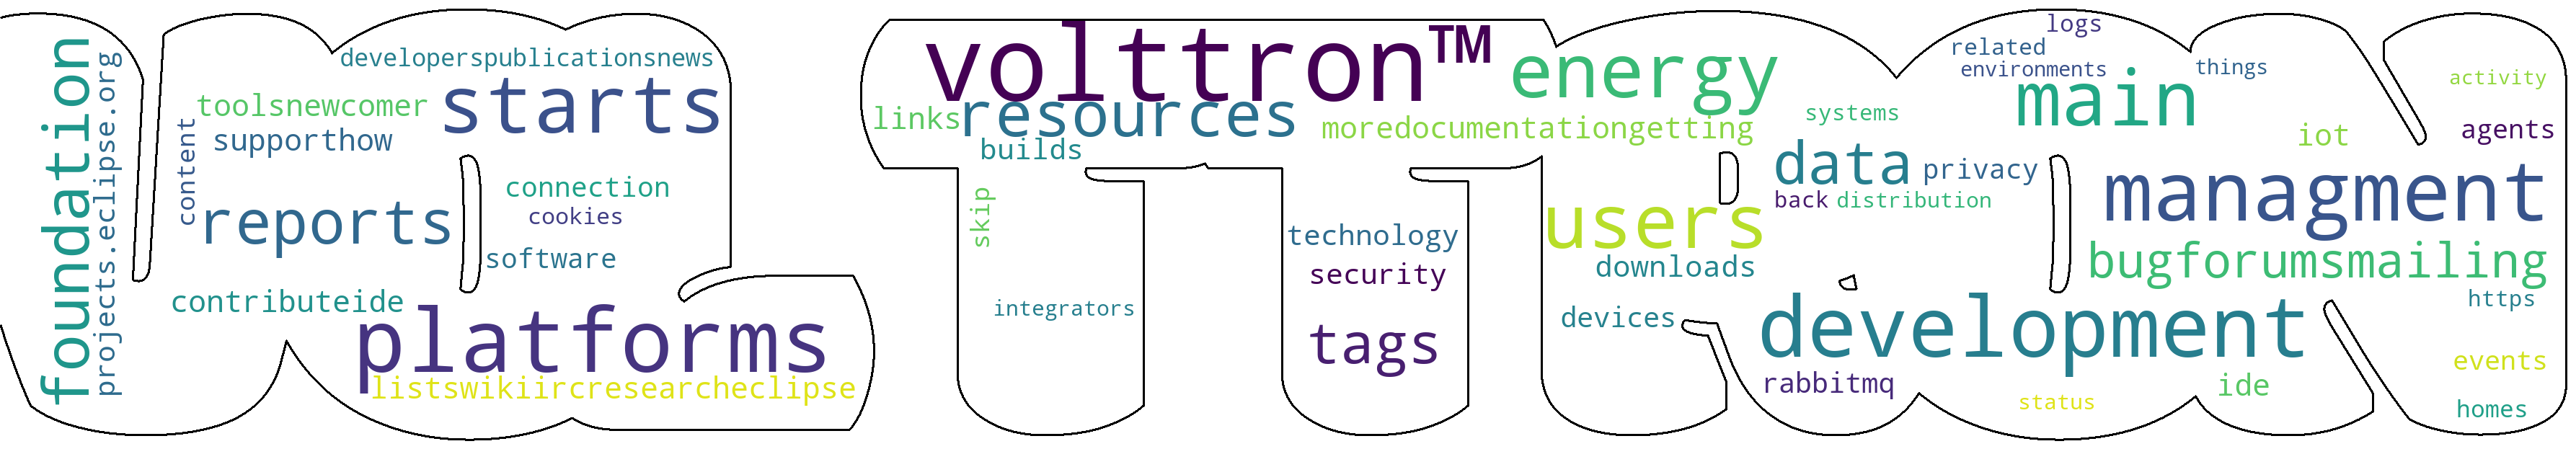 foundation
projects.eclipse.org
developerspublicationsnews
toolsnewcomer
starts
supporthow
content
connection
cookies
reports
software
contributeide
platforms
listswikiircresearcheclipse
volttron™
energy
links
resources
moredocumentationgetting
builds
skip
integrators
technology
security
tags
users
downloads
devices
logs
related
environments
things
activity
main
systems
iot
agents
data
privacy
back
distribution
managment
bugforumsmailing
https
development
rabbitmq
status
ide
events
homes